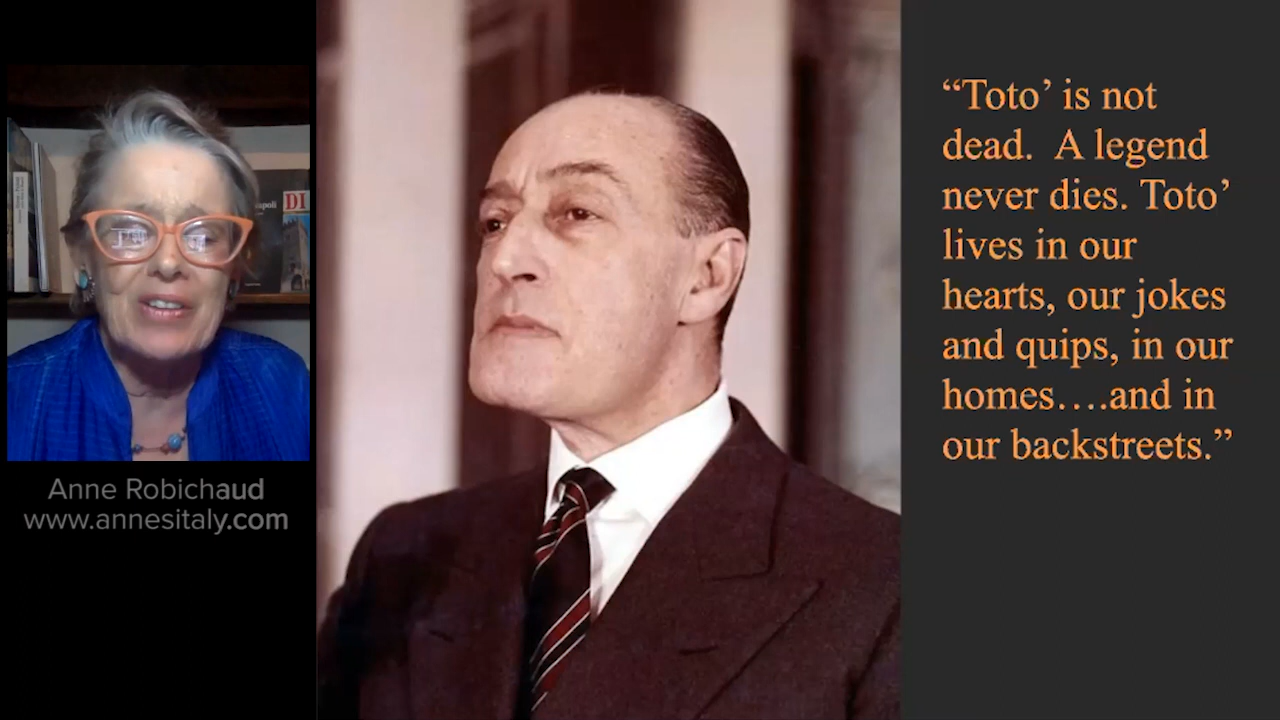 “Toto’ is not
dead.  A legend
never dies. Toto’
lives in our
hearts, our jokes
and quips, in our
homes….and in
our backstreets.”
Anne Robichaud
www.annesitaly.com
DI